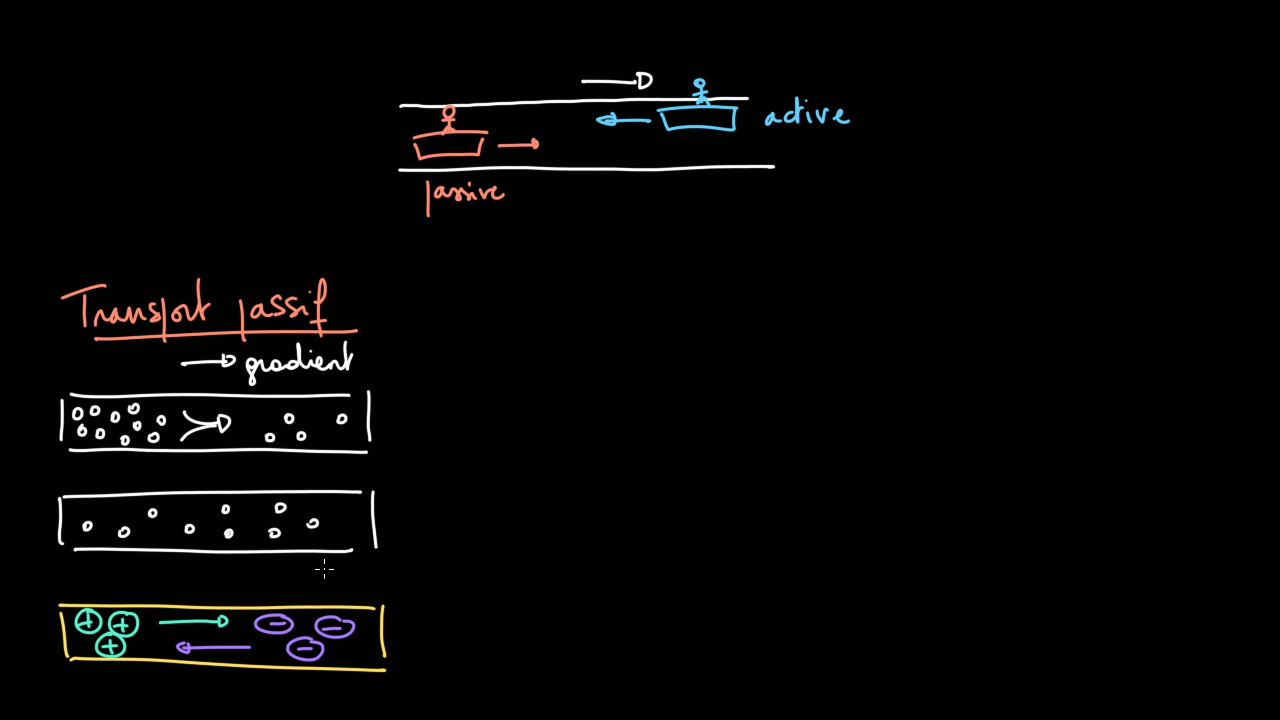 active
passive
Transport passif
gradient
+ + - -
+ -